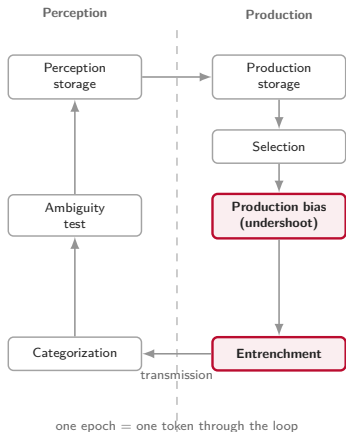 Perception
Production
Perception
storage
Production
storage
Selection
Ambiguity
test
Production bias
(undershoot)
Categorization
Entrenchment
transmission
one epoch = one token through the loop